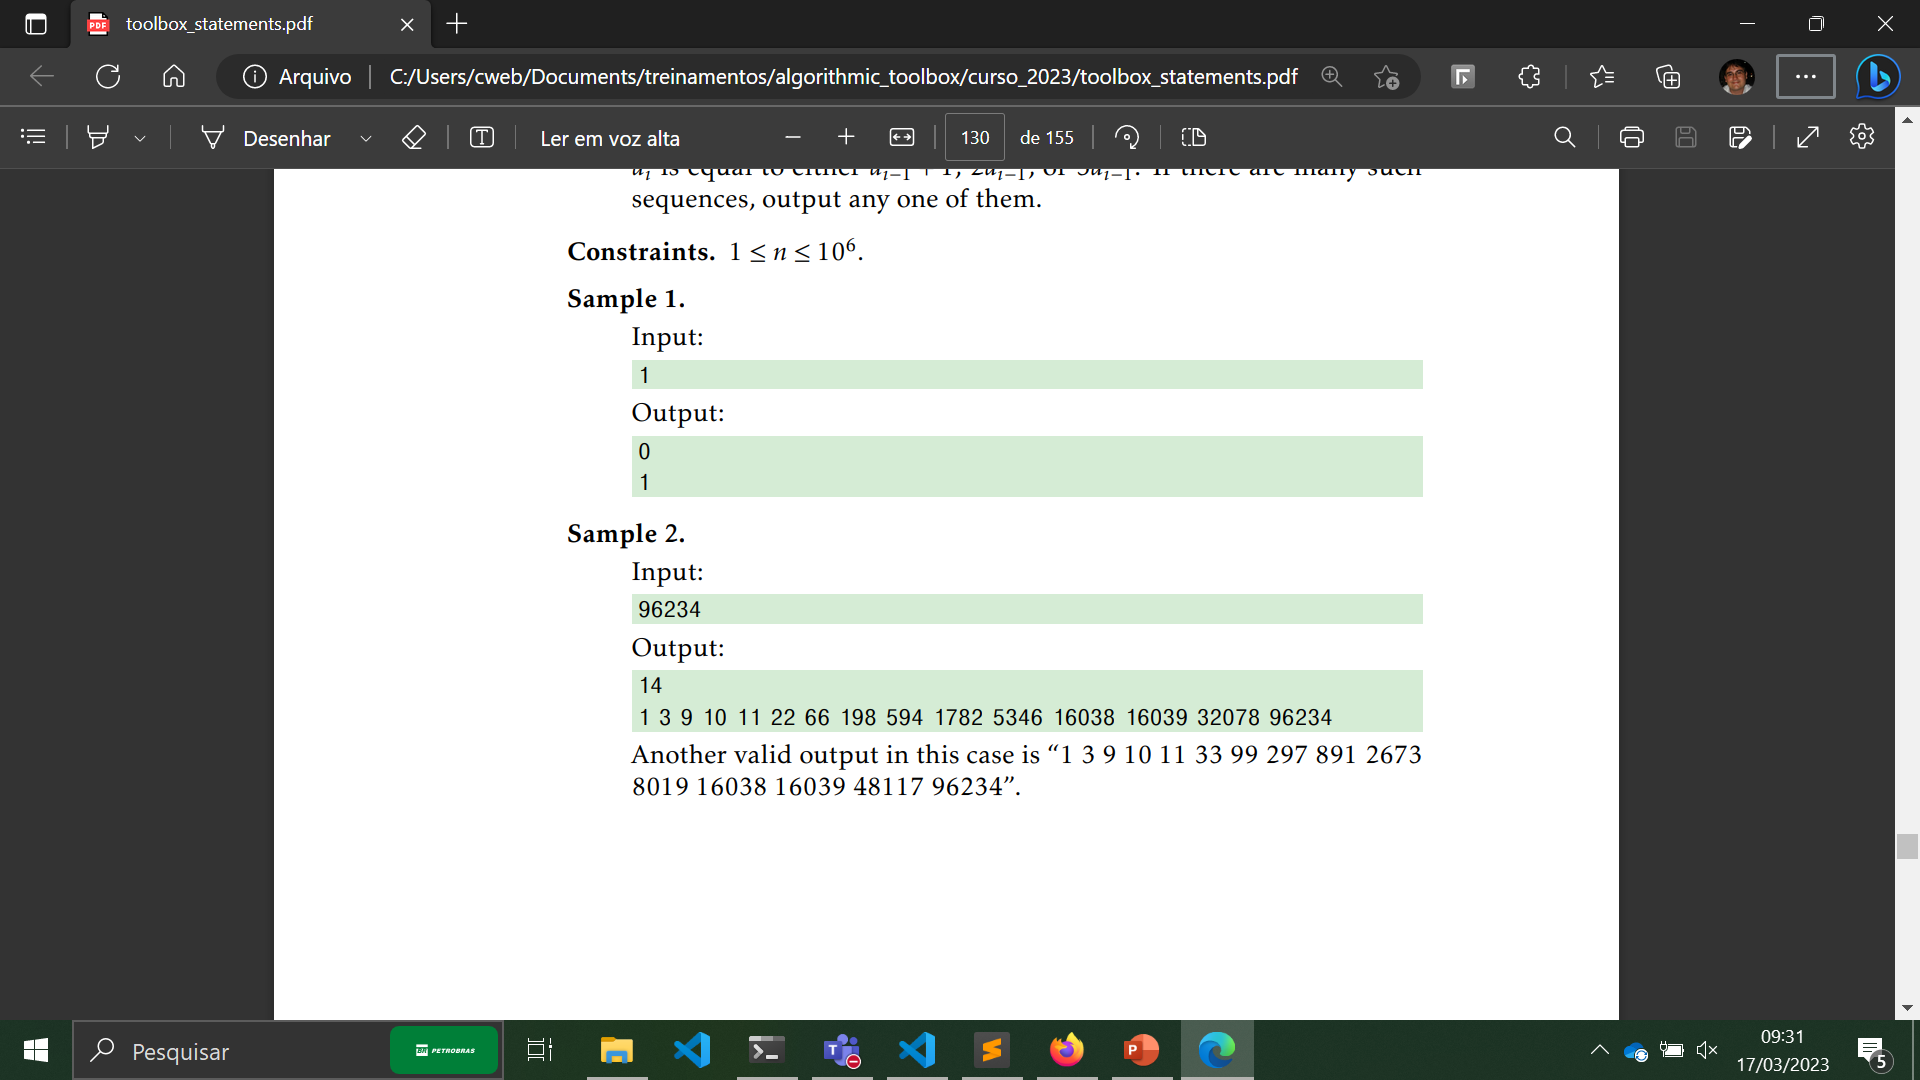 toolbox_statements.pdf
Arquivo C:/Users/cweb/Documents/treinamentos/algorithmic_toolbox/curso_2023/toolbox_statements.pdf
Desenhar Ler em voz alta 130 de 155
sequences, output any one of them.
Constraints. 1 ≤ n ≤ 10⁶.
Sample 1.
Input:
1
Output:
0
1
Sample 2.
Input:
96234
Output:
14
1 3 9 10 11 22 66 198 594 1782 5346 16038 16039 32078 96234
Another valid output in this case is “1 3 9 10 11 33 99 297 891 2673
8019 16038 16039 48117 96234”.
Pesquisar
BR PETROBRAS
09:31
17/03/2023
5